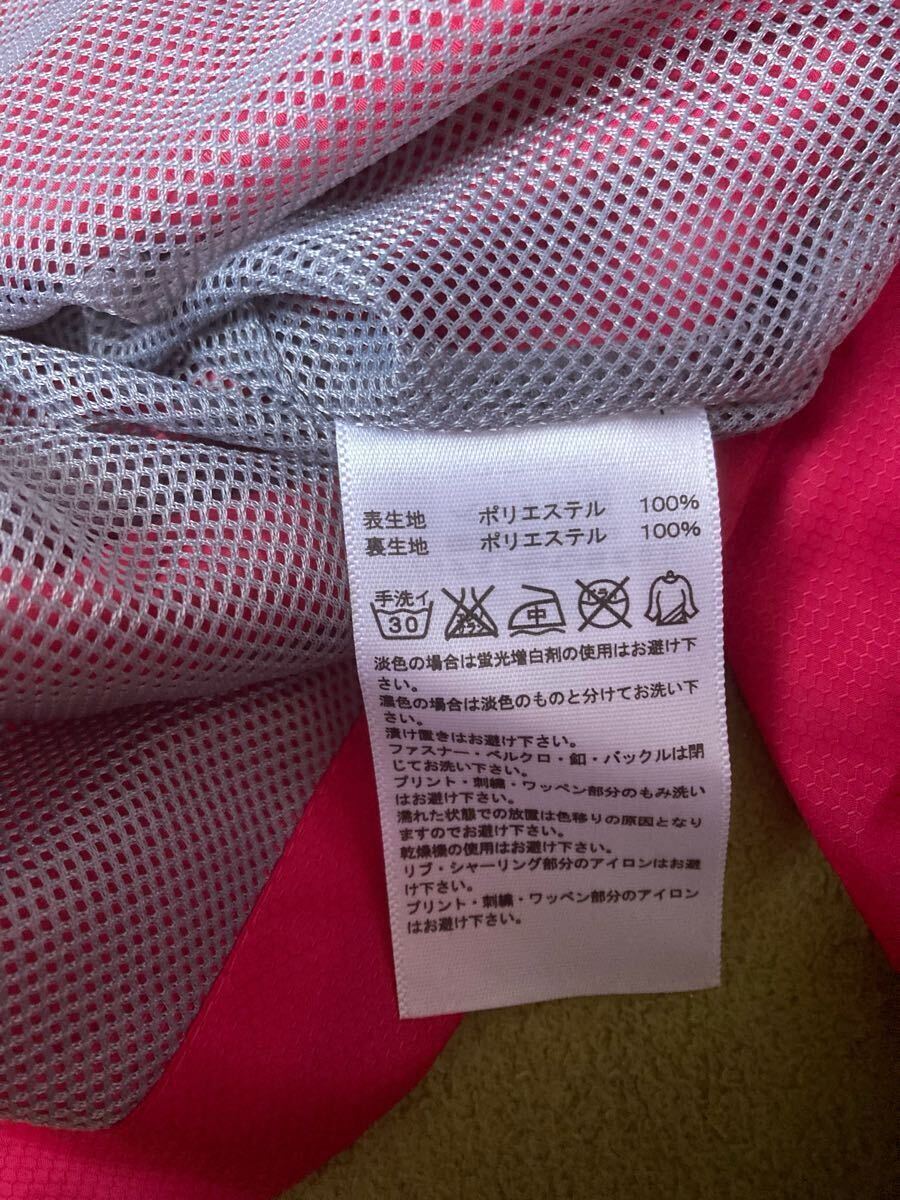 表生地 ポリエステル 100%
裏生地 ポリエステル 100%
手洗イ
30 中
淡色の場合は蛍光増白剤の使用はお避け下
さい。
濃色の場合は淡色のものと分けてお洗い下
さい。
漬け置きはお避け下さい。
ファスナー・ベルクロ・釦・バックルは閉
じてお洗い下さい。
プリント・刺繍・ワッペン部分のもみ洗い
はお避け下さい。
濡れた状態での放置は色移りの原因となり
ますのでお避け下さい。
乾燥機の使用はお避け下さい。
リブ・シャーリング部分のアイロンはお避
け下さい。
プリント・刺繍・ワッペン部分のアイロン
はお避け下さい。